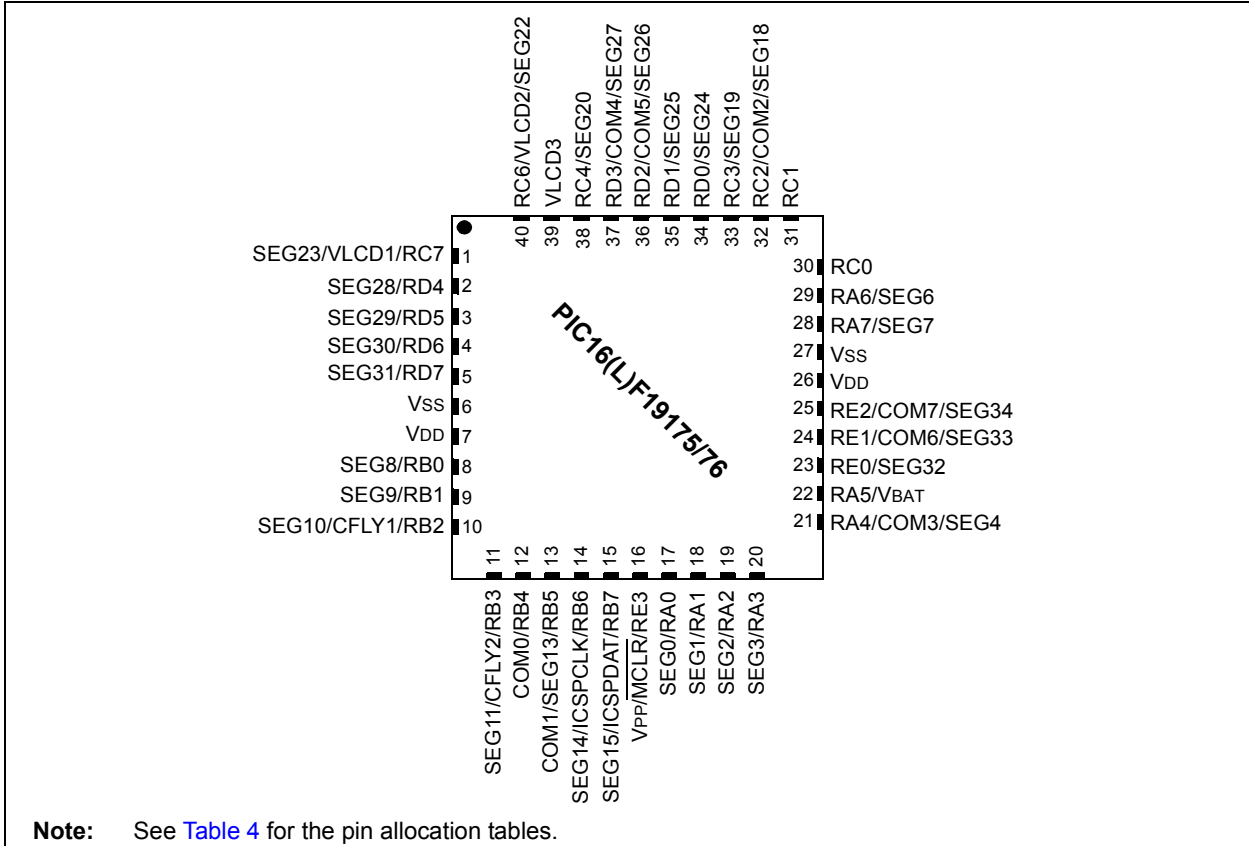 40 RC6/VLCD2/SEG22
39 VLCD3
38 RC4/SEG20
37 RD3/COM4/SEG27
36 RD2/COM5/SEG26
35 RD1/SEG25
34 RD0/SEG24
33 RC3/SEG19
32 RC2/COM2/SEG18
31 RC1
SEG23/VLCD1/RC7 1
SEG28/RD4 2
SEG29/RD5 3
SEG30/RD6 4
SEG31/RD7 5
VSS 6
VDD 7
SEG8/RB0 8
SEG9/RB1 9
SEG10/CFLY1/RB2 10
PIC16(L)F19175/76
30 RC0
29 RA6/SEG6
28 RA7/SEG7
27 VSS
26 VDD
25 RE2/COM7/SEG34
24 RE1/COM6/SEG33
23 RE0/SEG32
22 RA5/VBAT
21 RA4/COM3/SEG4
SEG11/CFLY2/RB3 11
COM0/RB4 12
COM1/SEG13/RB5 13
SEG14/ICSPCLK/RB6 14
SEG15/ICSPDAT/RB7 15
VPP/MCLR/RE3 16
SEG0/RA0 17
SEG1/RA1 18
SEG2/RA2 19
SEG3/RA3 20
Note: See Table 4 for the pin allocation tables.